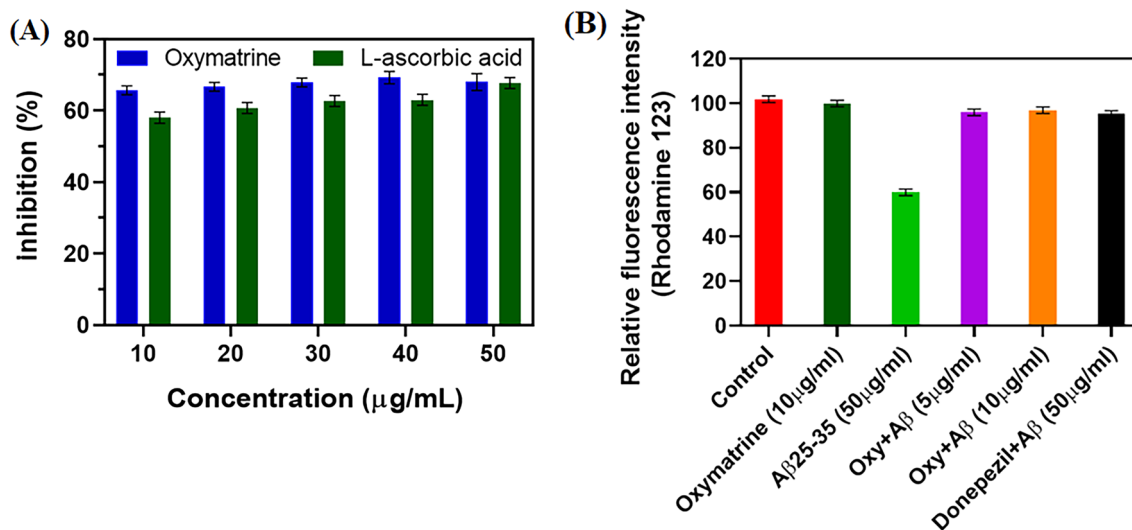 (A)
Oxymatrine
L-ascorbic acid
inhibition (%)
80
60
40
20
0
10 20 30 40 50
Concentration (μg/mL)
(B)
Relative fluorescence intensity
(Rhodamine 123)
120
100
80
60
40
20
0
Control
Oxymatrine (10μg/ml)
Aβ25-35 (50μg/ml)
Oxy+Aβ (5μg/ml)
Oxy+Aβ (10μg/ml)
Donepezil+Aβ (50μg/ml)